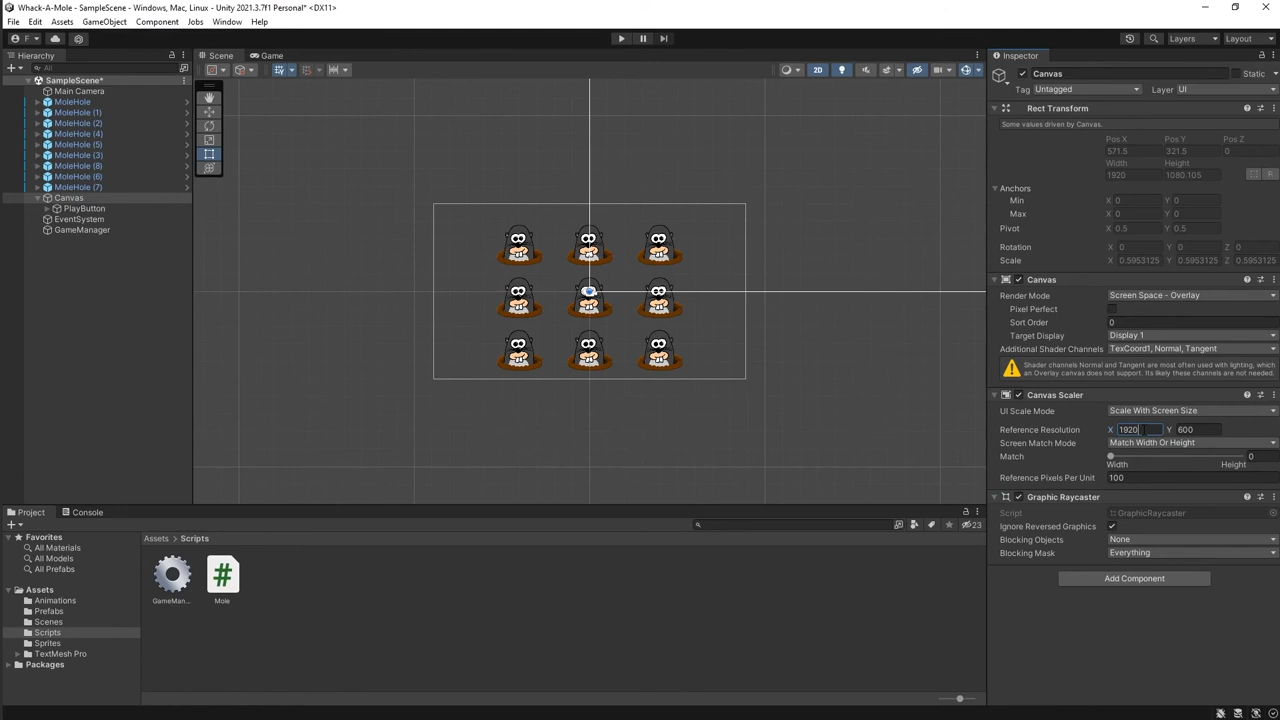 Whack-A-Mole - SampleScene - Windows, Mac, Linux - Unity 2021.3.7f1 Personal* <DX11>
File Edit Assets GameObject Component Jobs Window Help
F Layers Layout
Hierarchy
All
SampleScene*
Main Camera
MoleHole
MoleHole (1)
MoleHole (2)
MoleHole (4)
MoleHole (5)
MoleHole (3)
MoleHole (8)
MoleHole (6)
MoleHole (7)
Canvas
PlayButton
EventSystem
GameManager
Scene Game
2D
Inspector
Canvas Static
Tag Untagged Layer UI
Rect Transform
Some values driven by Canvas.
Pos X Pos Y Pos Z
571.5 321.5 0
Width Height
1920 1080.105 R
Anchors
Min X 0 Y 0
Max X 0 Y 0
Pivot X 0.5 Y 0.5
Rotation X 0 Y 0 Z 0
Scale X 0.5953125 Y 0.5953125 Z 0.5953125
Canvas
Render Mode Screen Space - Overlay
Pixel Perfect
Sort Order 0
Target Display Display 1
Additional Shader Channels TexCoord1, Normal, Tangent
Shader channels Normal and Tangent are most often used with lighting, which
an Overlay canvas does not support. Its likely these channels are not needed.
Canvas Scaler
UI Scale Mode Scale With Screen Size
Reference Resolution X 1920 Y 600
Screen Match Mode Match Width Or Height
Match 0
Width Height
Reference Pixels Per Unit 100
Graphic Raycaster
Script GraphicRaycaster
Ignore Reversed Graphics
Blocking Objects None
Blocking Mask Everything
Add Component
Project Console
23
Favorites
All Materials
All Models
All Prefabs
Assets
Animations
Prefabs
Scenes
Scripts
Sprites
TextMesh Pro
Packages
Assets > Scripts
#
GameMan... Mole